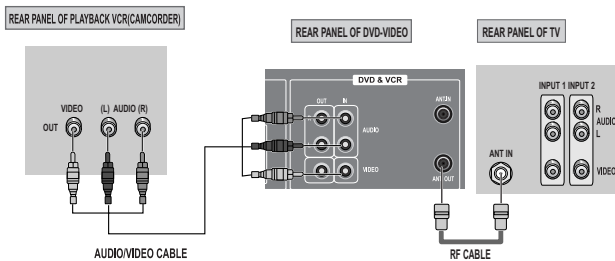 REAR PANEL OF PLAYBACK VCR(CAMCORDER)
REAR PANEL OF DVD-VIDEO
REAR PANEL OF TV
DVD & VCR
VIDEO (L) AUDIO (R)
OUT
OUT IN
AUDIO
VIDEO
ANT.IN
ANT OUT
INPUT 1 INPUT 2
R
AUDIO
L
VIDEO
ANT IN
AUDIO/VIDEO CABLE
RF CABLE